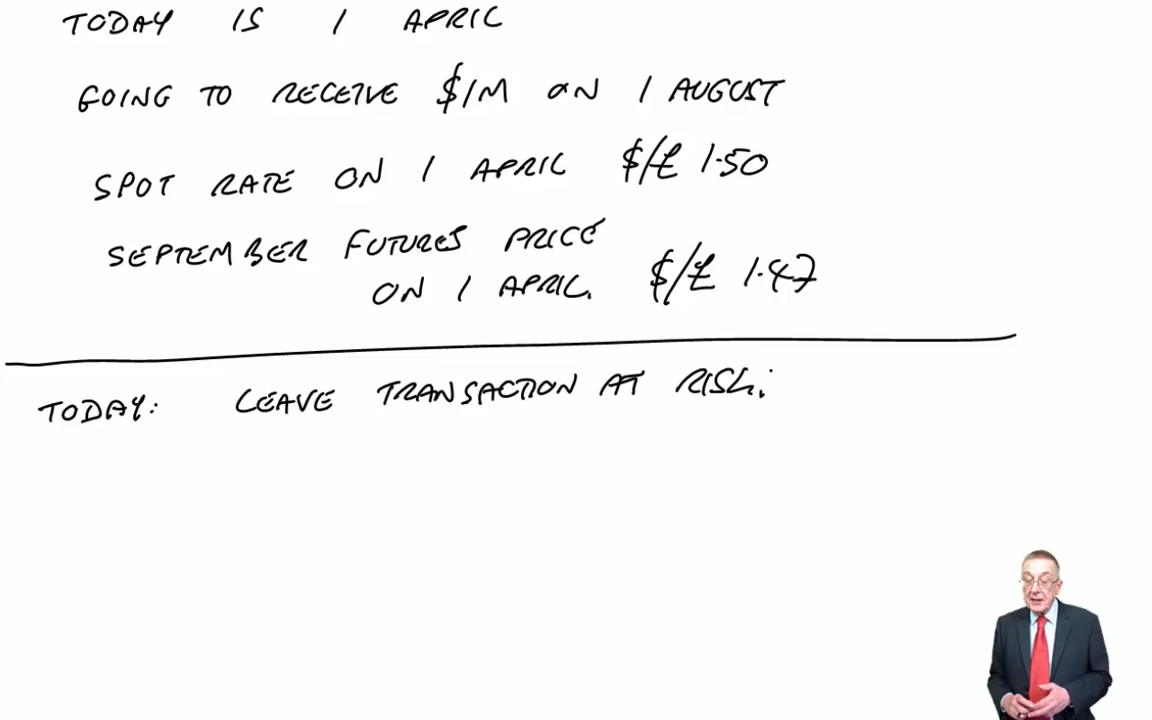 TODAY IS 1 APRIL
GOING TO RECEIVE $1M ON 1 AUGUST
SPOT RATE ON 1 APRIL $/£ 1.50
SEPTEMBER FUTURES PRICE
ON 1 APRIL. $/£ 1.47
TODAY: LEAVE TRANSACTION AT RISK;